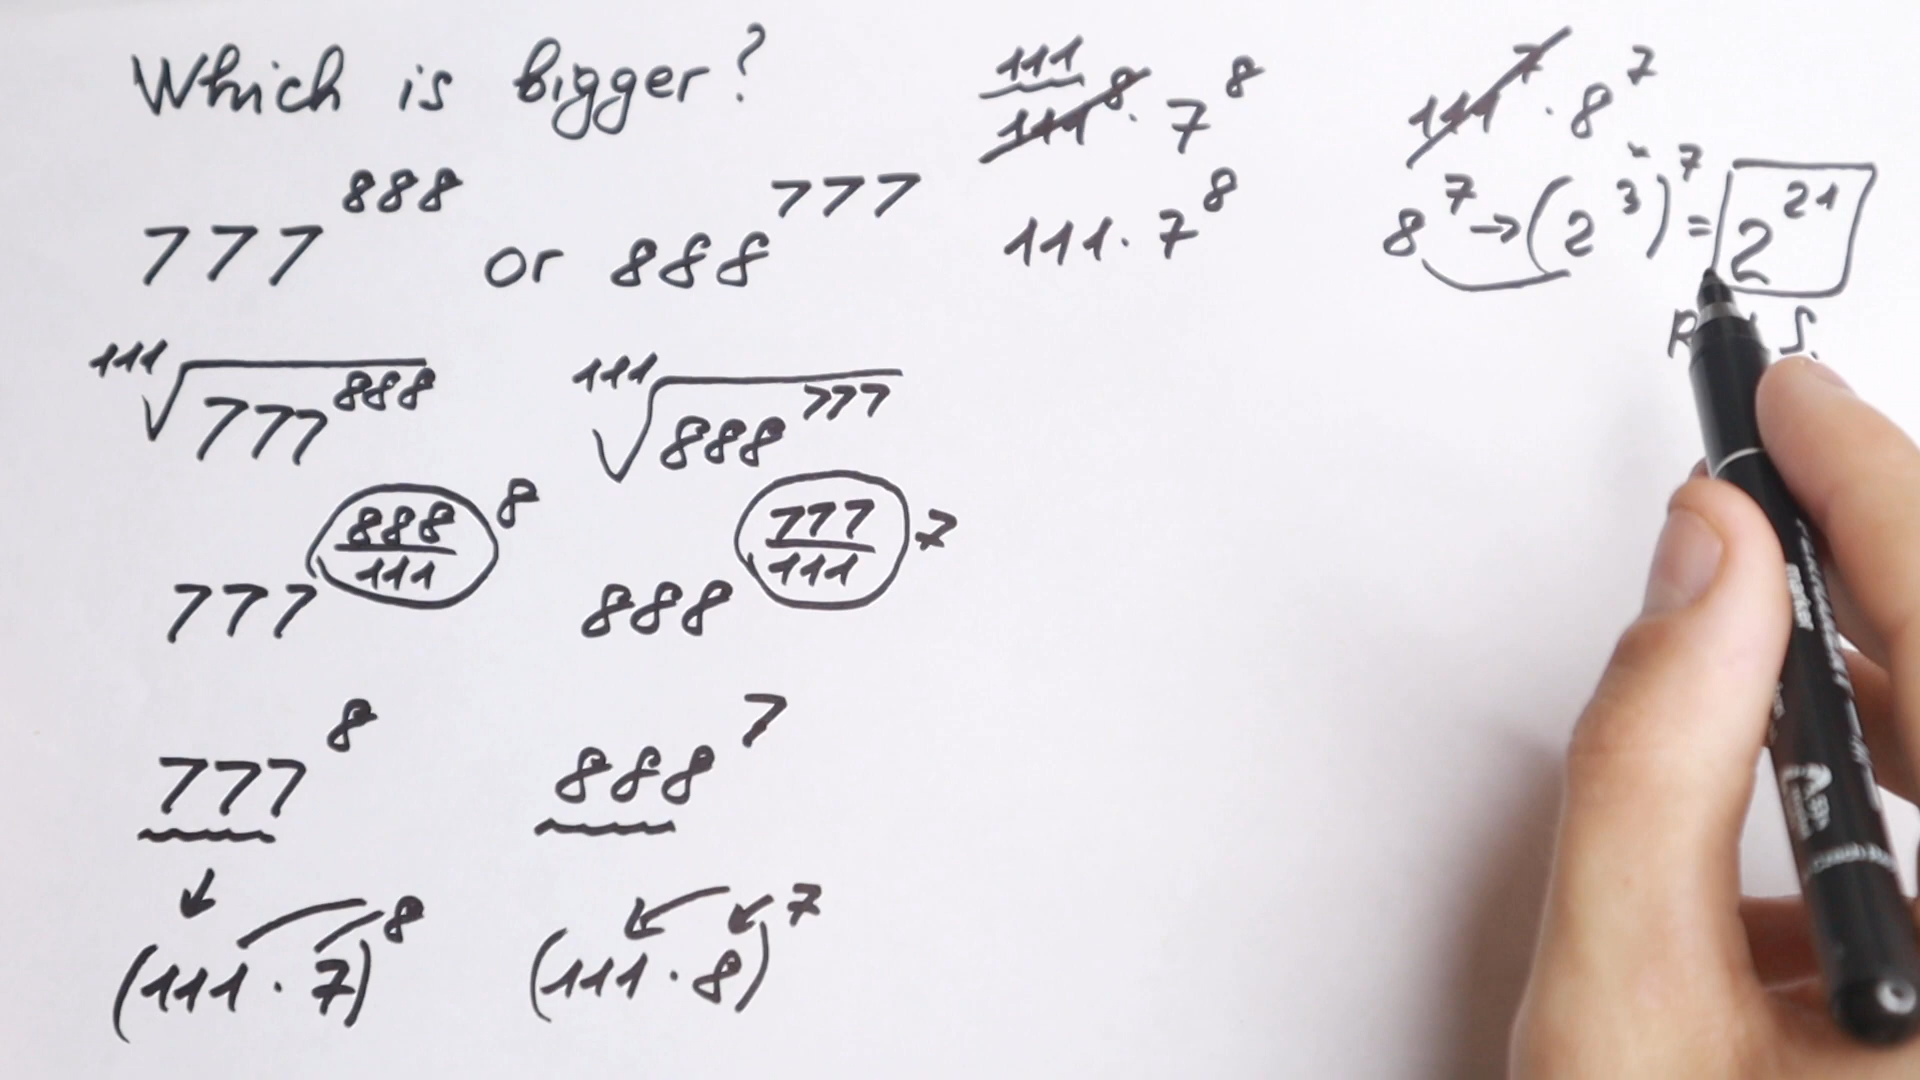 Which is bigger?
777^888 or 888^777
¹¹¹√777^888 ¹¹¹√888^777
777^(888/111) 8 888^(777/111) 7
777^8 888^7
↓
(111 · 7)^8 (111 · 8)^7
111
111^8 · 7^8 111^7 · 8^7
111 · 7^8 8^7 → (2^3)^7 = 2^21
S.